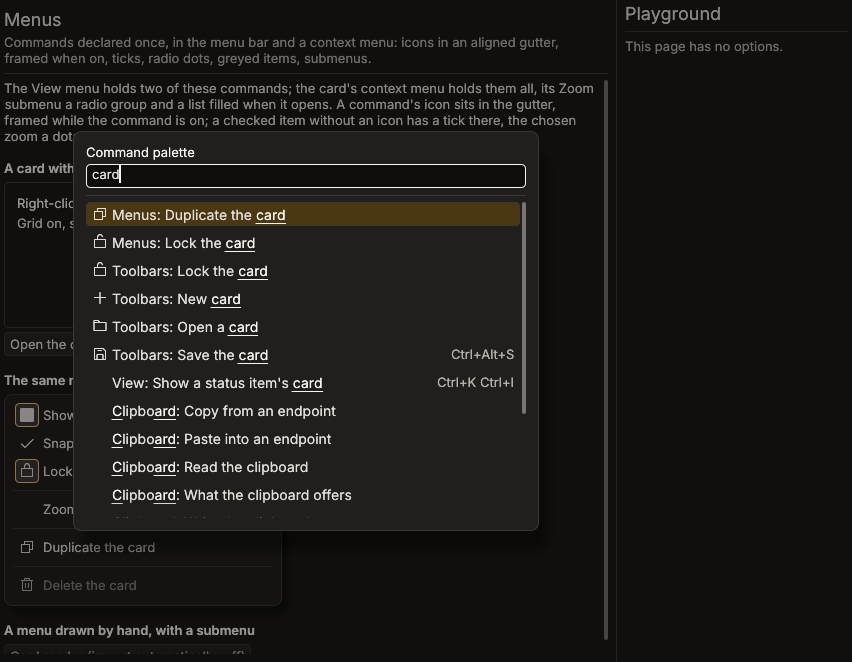 Menus
Commands declared once, in the menu bar and a context menu: icons in an aligned gutter,
framed when on, ticks, radio dots, greyed items, submenus.
The View menu holds two of these commands; the card's context menu holds them all, its Zoom
submenu a radio group and a list filled when it opens. A command's icon sits in the gutter,
framed while the command is on; a checked item without an icon has a tick there, the chosen
zoom a dot
A card with
Right-clic
Grid on, s
Open the
The same
Show
Snap
Lock
Zoom
Duplicate the card
Delete the card
A menu drawn by hand, with a submenu
Command palette
card
Menus: Duplicate the card
Menus: Lock the card
Toolbars: Lock the card
Toolbars: New card
Toolbars: Open a card
Toolbars: Save the card Ctrl+Alt+S
View: Show a status item's card Ctrl+K Ctrl+I
Clipboard: Copy from an endpoint
Clipboard: Paste into an endpoint
Clipboard: Read the clipboard
Clipboard: What the clipboard offers
Playground
This page has no options.